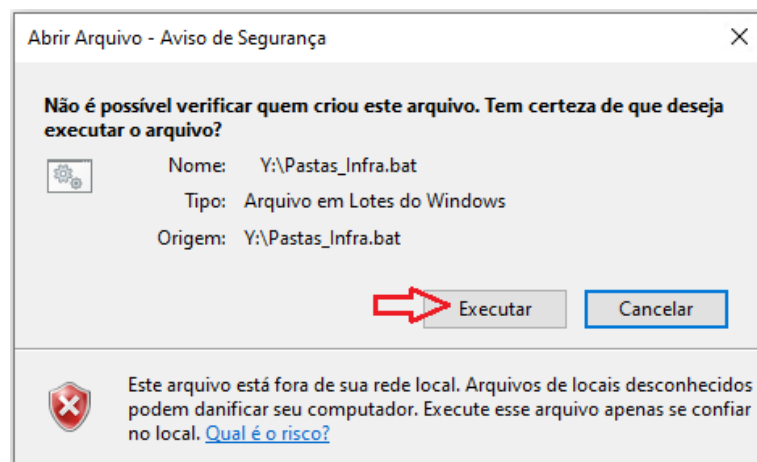 Abrir Arquivo - Aviso de Segurança
Não é possível verificar quem criou este arquivo. Tem certeza de que deseja
executar o arquivo?
Nome: Y:\Pastas_Infra.bat
Tipo: Arquivo em Lotes do Windows
Origem: Y:\Pastas_Infra.bat
Executar Cancelar
Este arquivo está fora de sua rede local. Arquivos de locais desconhecidos
podem danificar seu computador. Execute esse arquivo apenas se confiar
no local. Qual é o risco?